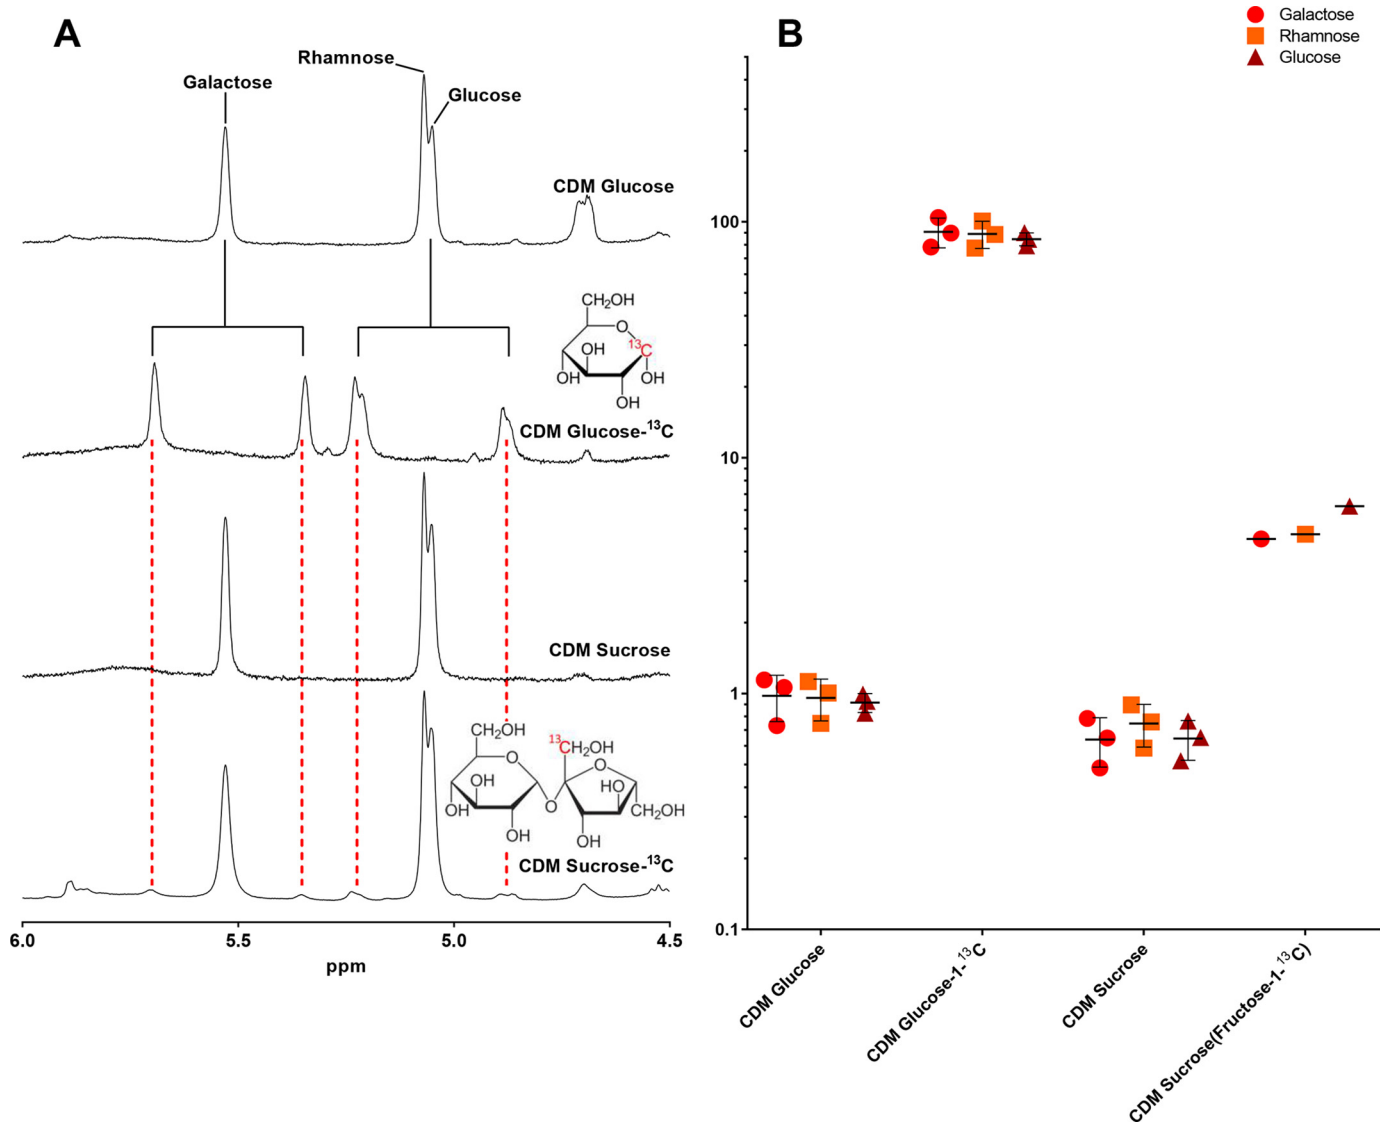 A
Rhamnose
Galactose
Glucose
CDM Glucose
CH₂OH
O
¹³C
OH
OH
OH
OH
CDM Glucose-¹³C
CDM Sucrose
CH₂OH
¹³CH₂OH
O
O
OH
HO
OH
O
CH₂OH
OH
OH
CDM Sucrose-¹³C
6.0 5.5 5.0 4.5
ppm
B
Galactose
Rhamnose
Glucose
100
10
1
0.1
CDM Glucose
CDM Glucose-1-¹³C
CDM Sucrose
CDM Sucrose(Fructose-1-¹³C)